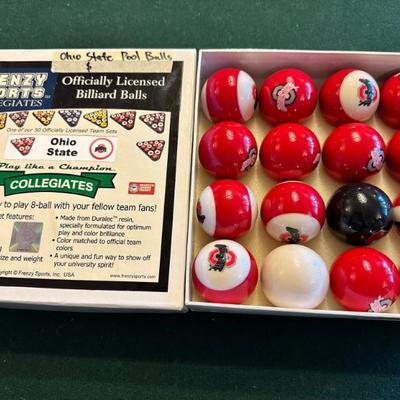 Ohio State Pool Balls
$
FRENZY
SPORTS
COLLEGIATES
Officially Licensed
Billiard Balls
One of our 50 Officially Licensed Team Sets
Ohio
State
Play like a Champion
COLLEGIATES
to play 8-ball with your fellow team fans!
features:
• Made from Duralec™ resin,
specially formulated for optimum
play and color brilliance
• Color matched to official team
colors
• A unique and fun way to show off
your university spirit!
size and weight
Copyright © Frenzy Sports, Inc. USA
www.frenzysports.com